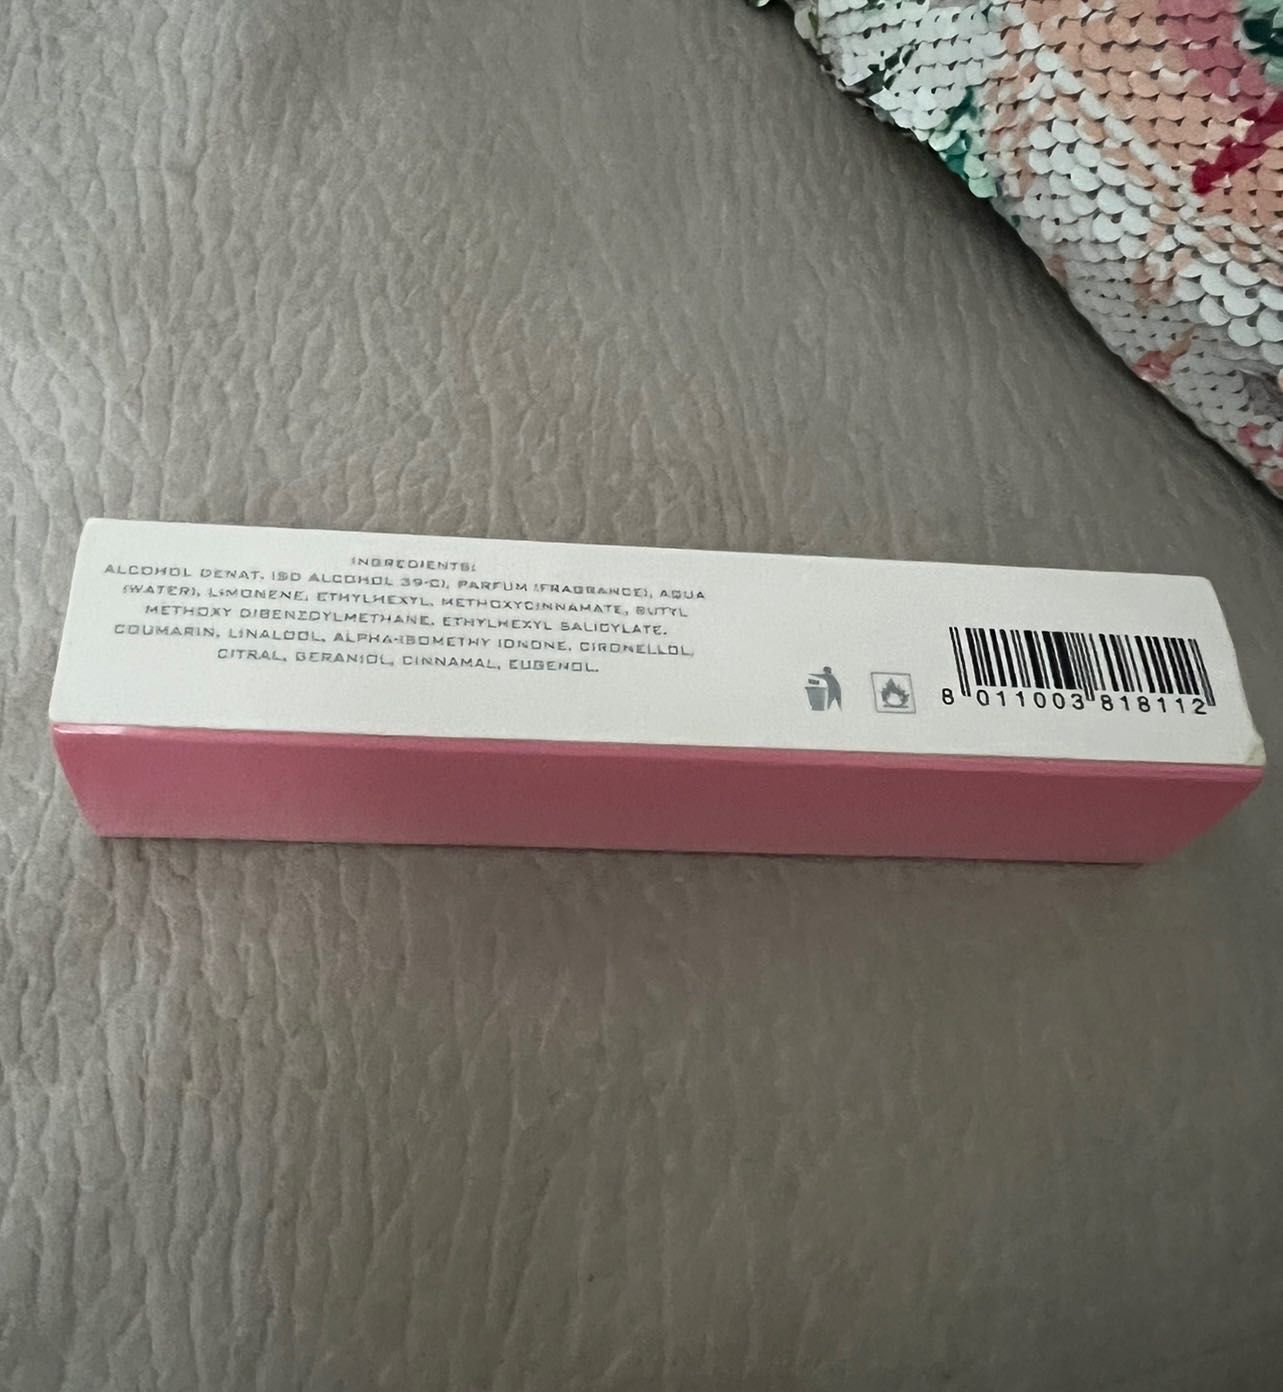 INGREDIENTS:
ALCOHOL DENAT. (SD ALCOHOL 39-C), PARFUM (FRAGRANCE), AQUA
(WATER), LIMONENE, ETHYLHEXYL, METHOXYCINNAMATE, BUTYL
METHOXY DIBENZOYLMETHANE, ETHYLHEXYL SALICYLATE.
COUMARIN, LINALOOL, ALPHA-ISOMETHY IONONE, CIRONELLOL,
CITRAL, GERANIOL, CINNAMAL, EUGENOL.
8 011003 818112